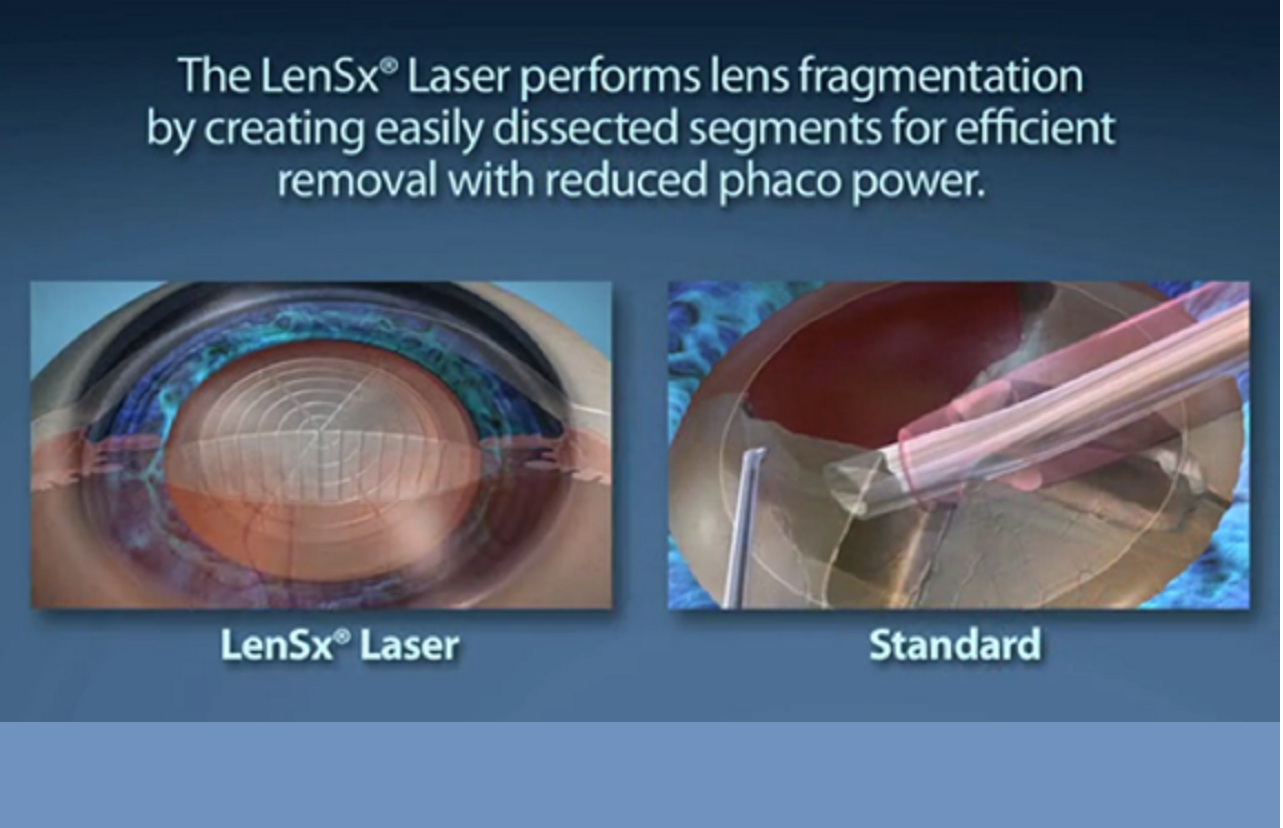 The LenSx® Laser performs lens fragmentation
by creating easily dissected segments for efficient
removal with reduced phaco power.
LenSx® Laser
Standard